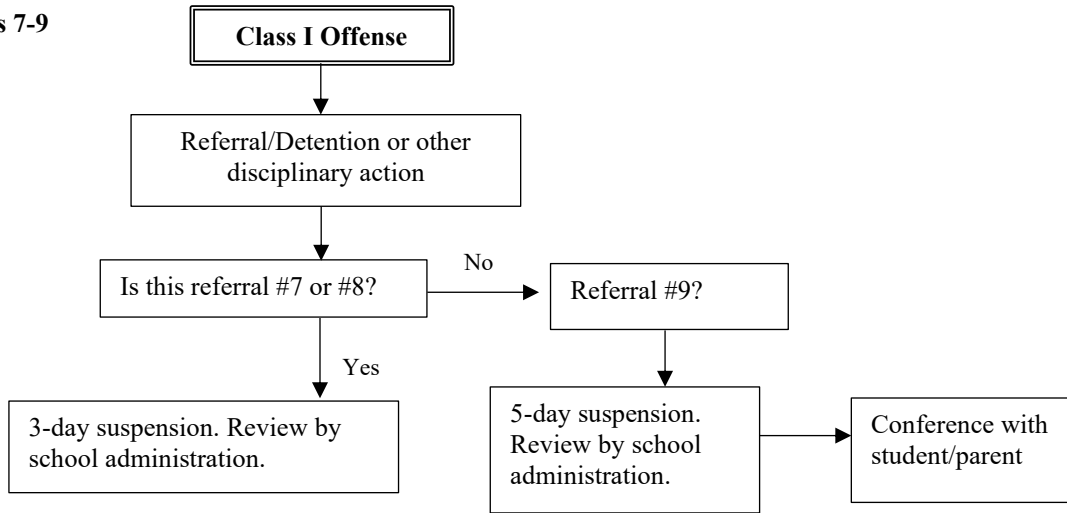 s 7-9
Class I Offense
Referral/Detention or other
disciplinary action
Is this referral #7 or #8?
No
Referral #9?
Yes
3-day suspension. Review by
school administration.
5-day suspension.
Review by school
administration.
Conference with
student/parent